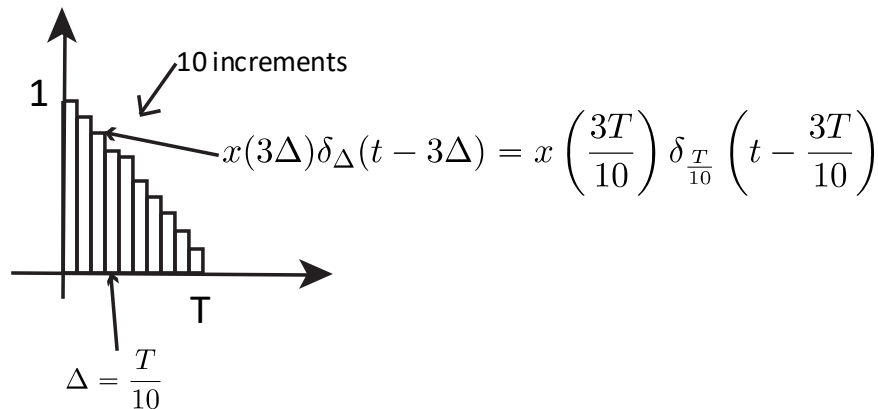 10 increments
1
x(3Δ)δ_Δ(t − 3Δ) = x(3T/10) δ_{T/10}(t − 3T/10)
T
Δ = T/10